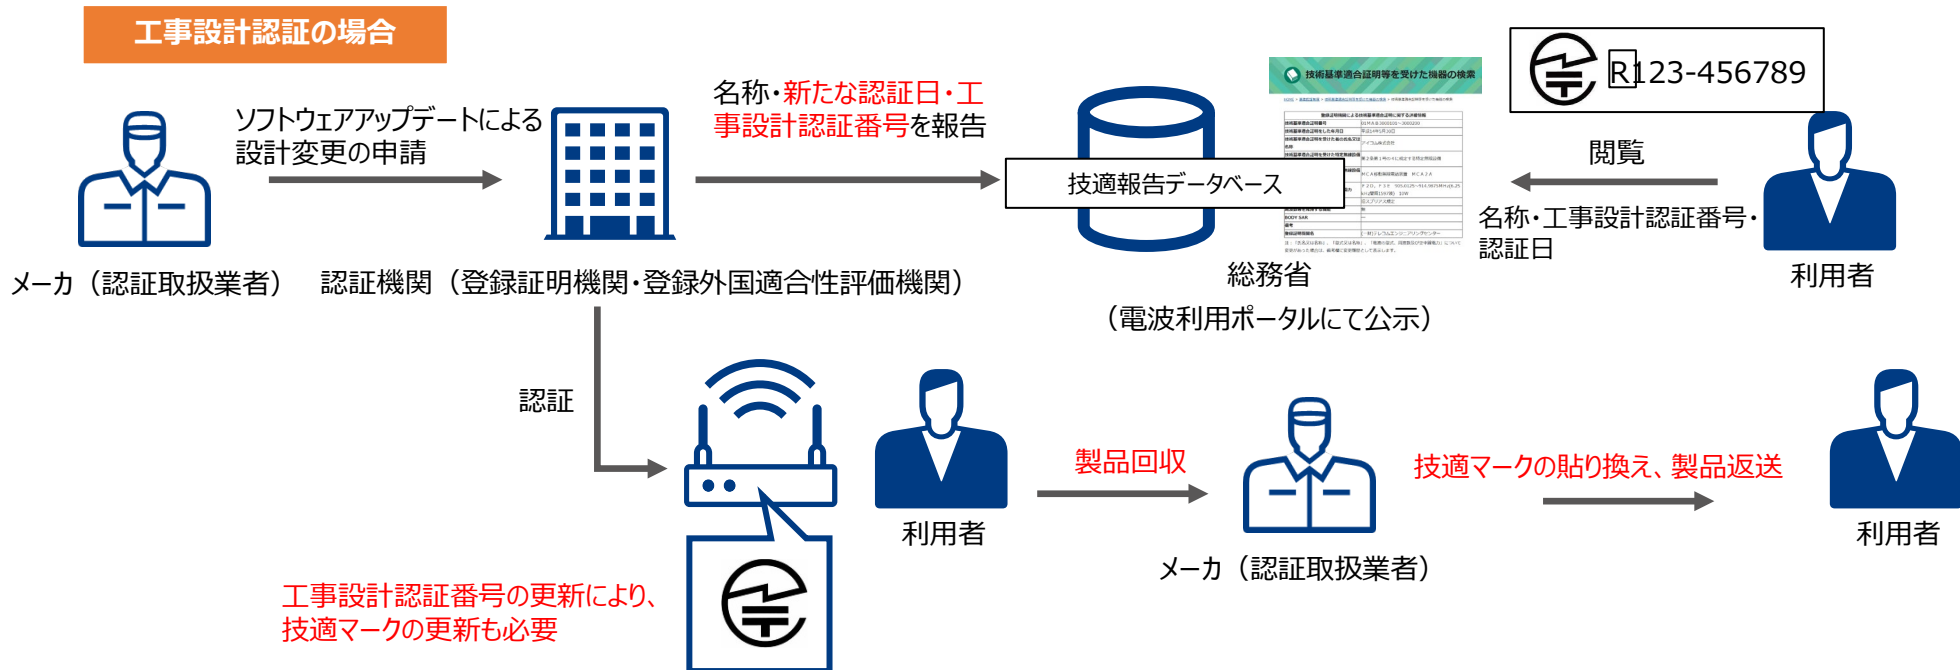 工事設計認証の場合
ソフトウェアアップデートによる
設計変更の申請
名称・新たな認証日・工
事設計認証番号を報告
技術基準適合証明等を受けた機器の検索
技適報告データベース
R123-456789
閲覧
名称・工事設計認証番号・
認証日
メーカ（認証取扱業者）
認証機関（登録証明機関・登録外国適合性評価機関）
総務省
（電波利用ポータルにて公示）
利用者
認証
利用者
製品回収
メーカ（認証取扱業者）
技適マークの貼り換え、製品返送
利用者
工事設計認証番号の更新により、
技適マークの更新も必要